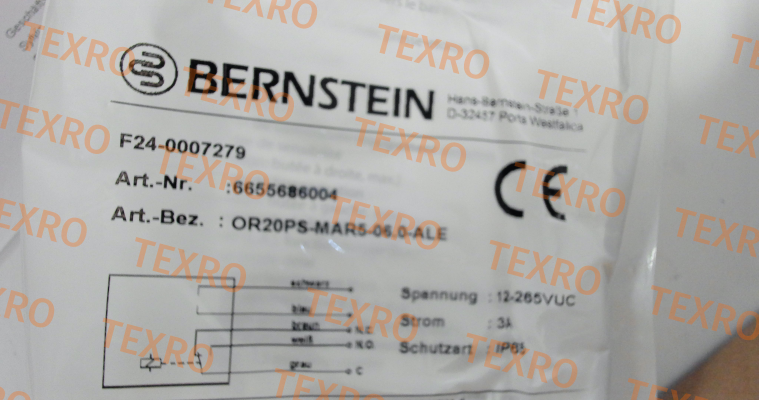 BERNSTEIN
Hans-Bernstein-Straße 1
D-32457 Porta Westfalica
F24-0007279
Art.-Nr. :6655686004
Art.-Bez. : OR20PS-MAR5-06.0-ALE
CE
schwarz
blau
braun N.C.
weiß N.O.
grau C
Spannung : 12-265VUC
Strom : 3A
Schutzart : IP65
TEXRO